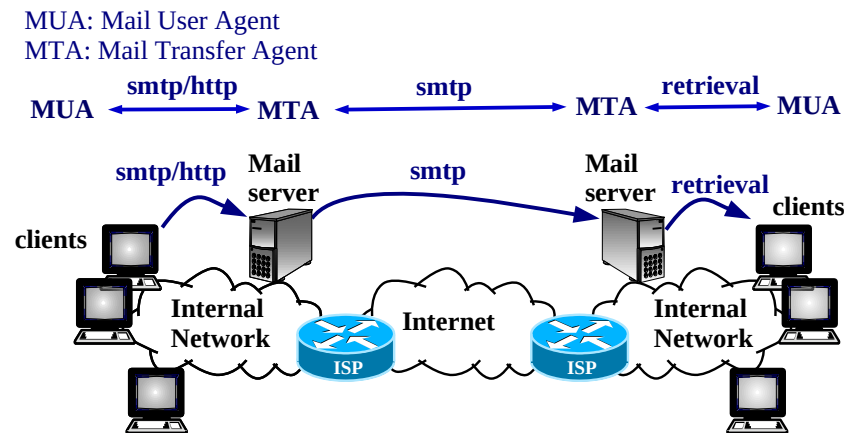 MUA: Mail User Agent
MTA: Mail Transfer Agent
smtp/http smtp retrieval
MUA MTA MTA MUA
Mail server
smtp/http
smtp
Mail server
retrieval
clients
clients
Internal
Network
Internet
Internal
Network
ISP
ISP